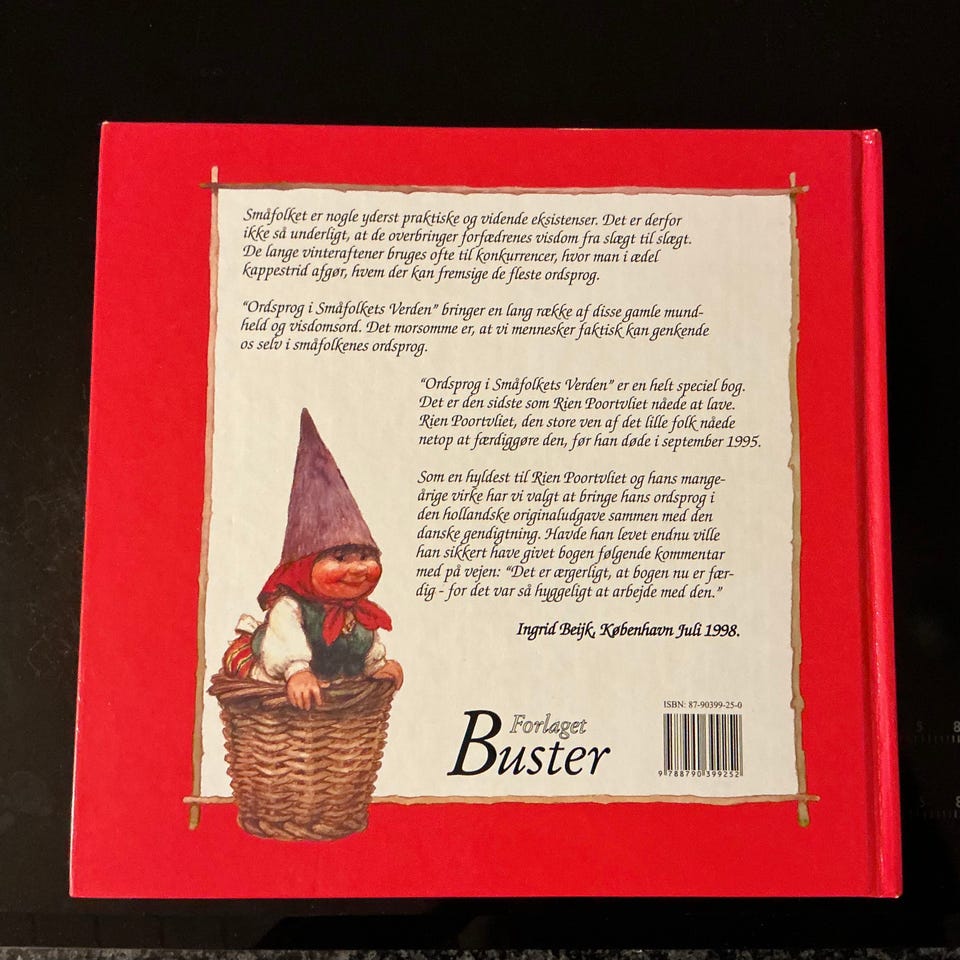 Småfolket er nogle yderst praktiske og vidende eksistenser. Det er derfor
ikke så underligt, at de overbringer forfædrenes visdom fra slægt til slægt.
De lange vinteraftener bruges ofte til konkurrencer, hvor man i ædel
kappestrid afgør, hvem der kan fremsige de fleste ordsprog.
"Ordsprog i Småfolkets Verden" bringer en lang række af disse gamle mund-
held og visdomsord. Det morsomme er, at vi mennesker faktisk kan genkende
os selv i småfolkenes ordsprog.
"Ordsprog i Småfolkets Verden" er en helt speciel bog.
Det er den sidste som Rien Poortvliet nåede at lave.
Rien Poortvliet, den store ven af det lille folk nåede
netop at færdiggøre den, før han døde i september 1995.
Som en hyldest til Rien Poortvliet og hans mange-
årige virke har vi valgt at bringe hans ordsprog i
den hollandske originaludgave sammen med den
danske gendigtning. Havde han levet endnu ville
han sikkert have givet bogen følgende kommentar
med på vejen: "Det er ærgerligt, at bogen nu er fær-
dig - for det var så hyggeligt at arbejde med den."
Ingrid Beijk, København Juli 1998.
Forlaget
Buster
ISBN: 87-90399-25-0
9 788790 399252